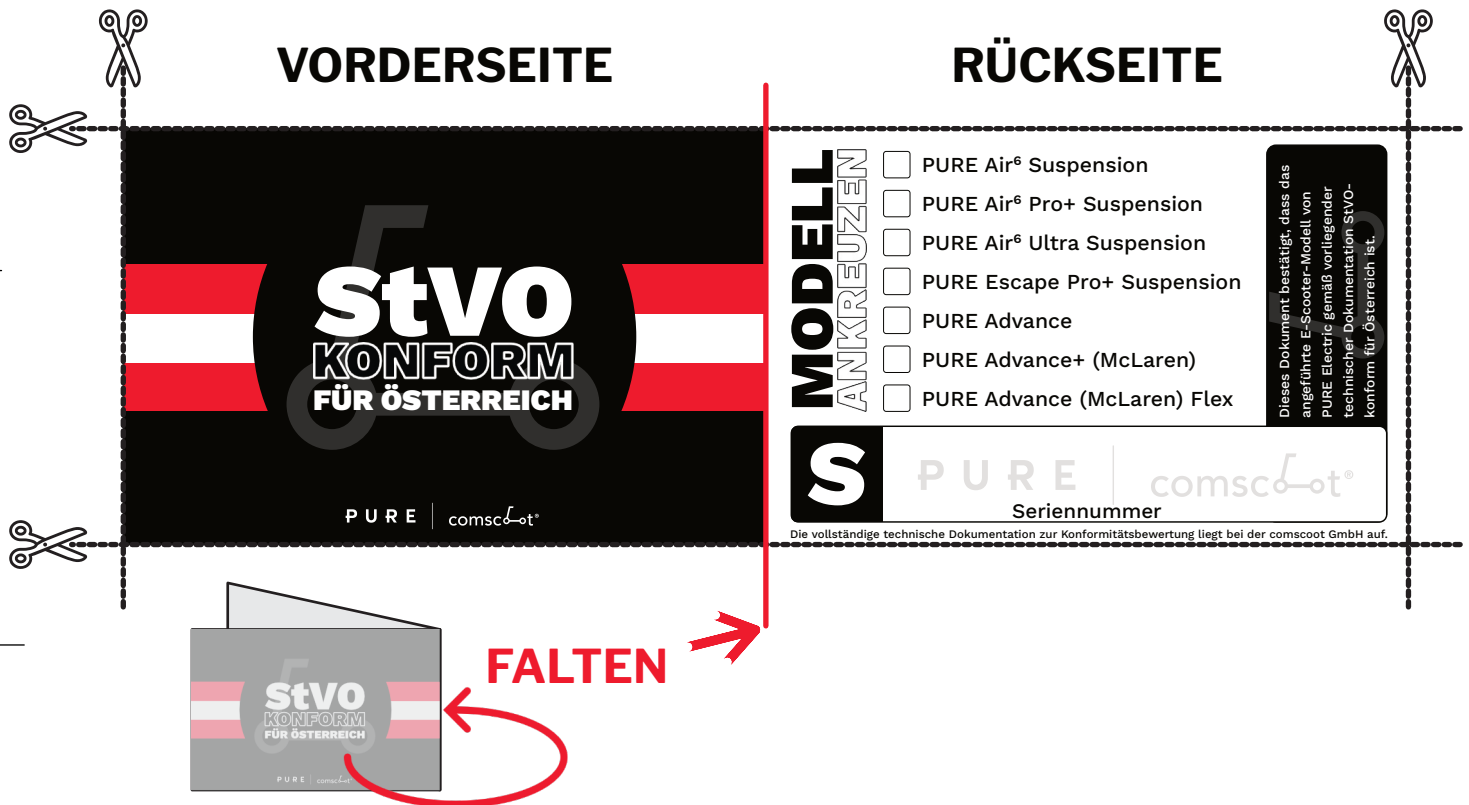 VORDERSEITE
RÜCKSEITE
StVO
KONFORM
FÜR ÖSTERREICH
PURE | comscoot®
MODELL
ANKREUZEN
PURE Air⁶ Suspension
PURE Air⁶ Pro+ Suspension
PURE Air⁶ Ultra Suspension
PURE Escape Pro+ Suspension
PURE Advance
PURE Advance+ (McLaren)
PURE Advance (McLaren) Flex
Dieses Dokument bestätigt, dass das
angeführte E-Scooter-Modell von
PURE Electric gemäß vorliegender
technischer Dokumentation StVO-
konform für Österreich ist.
S
PURE | comscoot®
Seriennummer
Die vollständige technische Dokumentation zur Konformitätsbewertung liegt bei der comscoot GmbH auf.
FALTEN
StVO
KONFORM
FÜR ÖSTERREICH
PURE | comscoot®